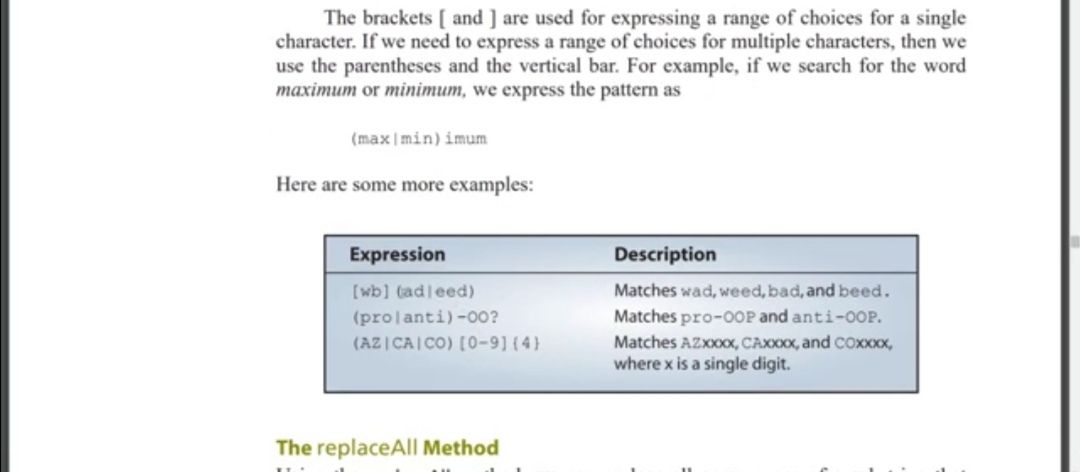 The brackets [ and ] are used for expressing a range of choices for a single
character. If we need to express a range of choices for multiple characters, then we
use the parentheses and the vertical bar. For example, if we search for the word
maximum or minimum, we express the pattern as
(max|min)imum
Here are some more examples:
Expression Description
[wb](ad|eed) Matches wad, weed, bad, and beed.
(pro|anti)-OO? Matches pro-OOP and anti-OOP.
(AZ|CA|CO)[0-9]{4} Matches AZxxxx, CAxxxx, and COxxxx,
where x is a single digit.
The replaceAll Method